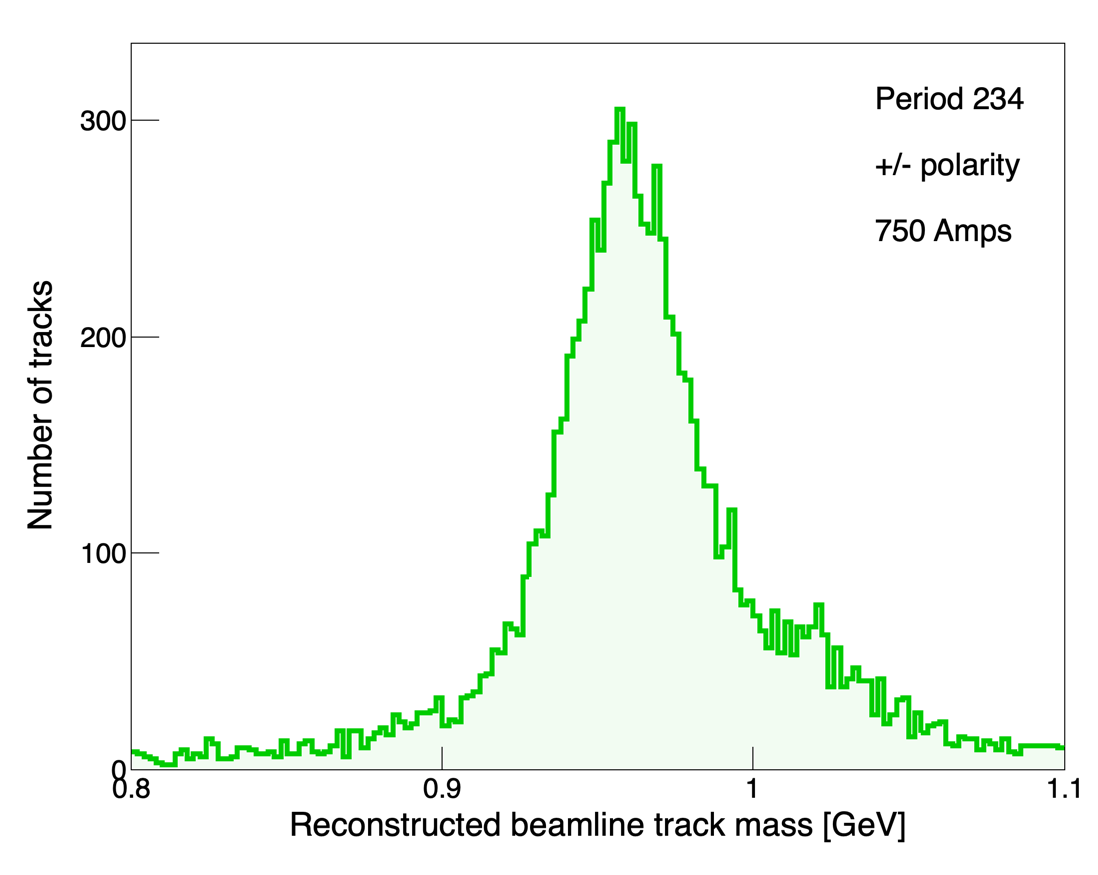 Period 234
+/- polarity
750 Amps
300
200
100
0
0.8 0.9 1 1.1
Number of tracks
Reconstructed beamline track mass [GeV]